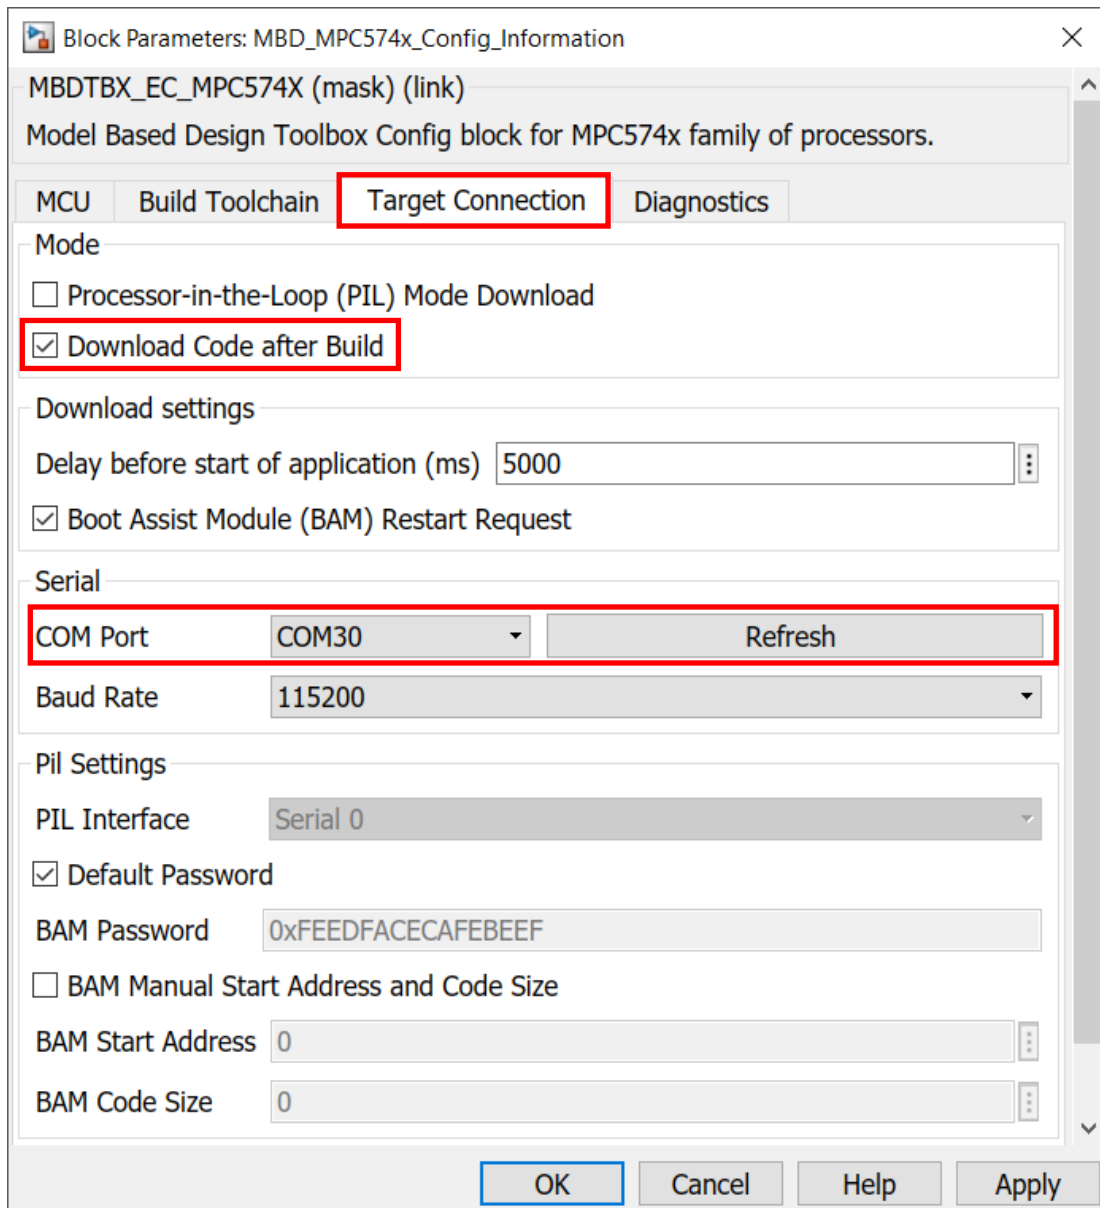 Block Parameters: MBD_MPC574x_Config_Information
MBDTBX_EC_MPC574X (mask) (link)
Model Based Design Toolbox Config block for MPC574x family of processors.
MCU Build Toolchain Target Connection Diagnostics
Mode
Processor-in-the-Loop (PIL) Mode Download
Download Code after Build
Download settings
Delay before start of application (ms) 5000
Boot Assist Module (BAM) Restart Request
Serial
COM Port COM30 Refresh
Baud Rate 115200
Pil Settings
PIL Interface Serial 0
Default Password
BAM Password 0xFEEDFACECAFEBEEF
BAM Manual Start Address and Code Size
BAM Start Address 0
BAM Code Size 0
OK Cancel Help Apply